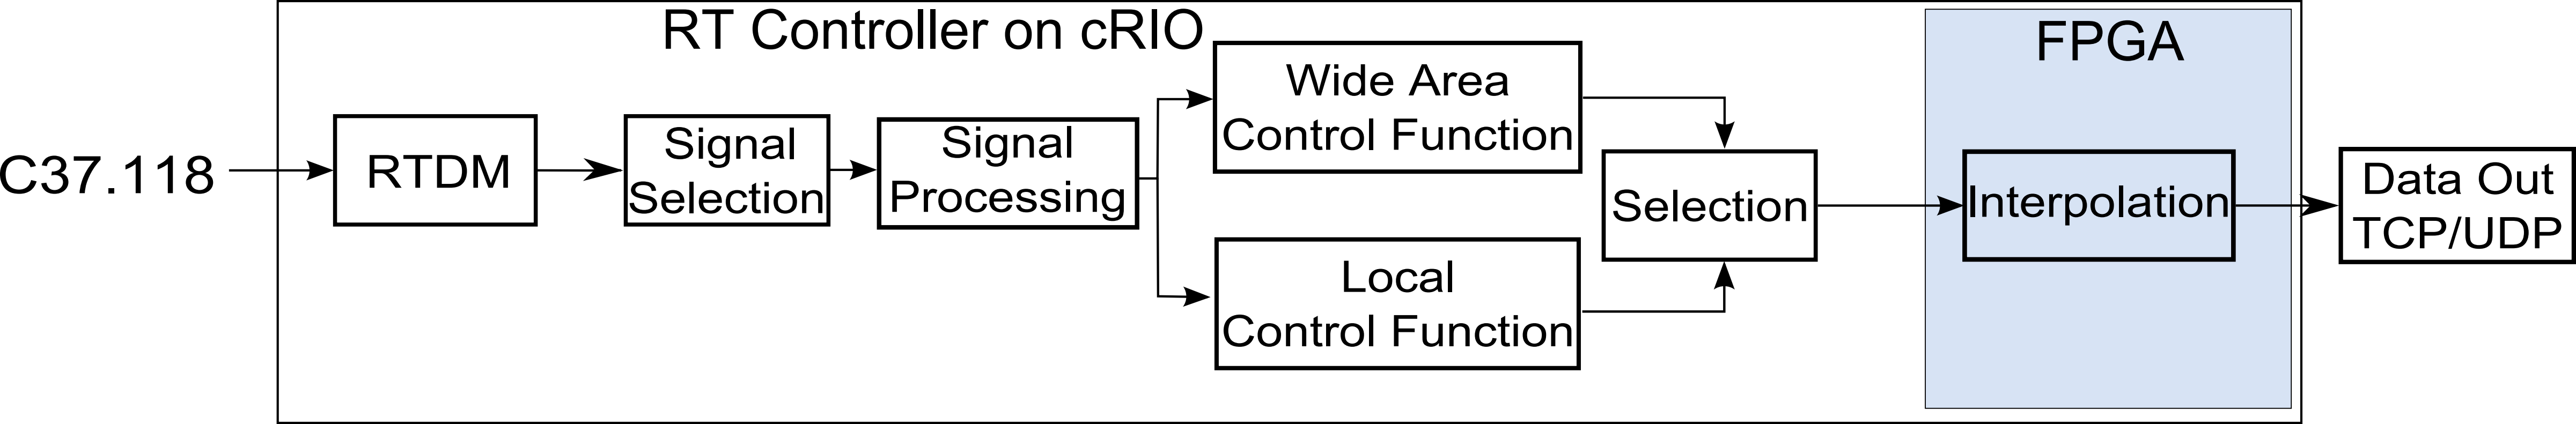 RT Controller on cRIO
FPGA
C37.118
RTDM
Signal
Selection
Signal
Processing
Wide Area
Control Function
Local
Control Function
Selection
Interpolation
Data Out
TCP/UDP